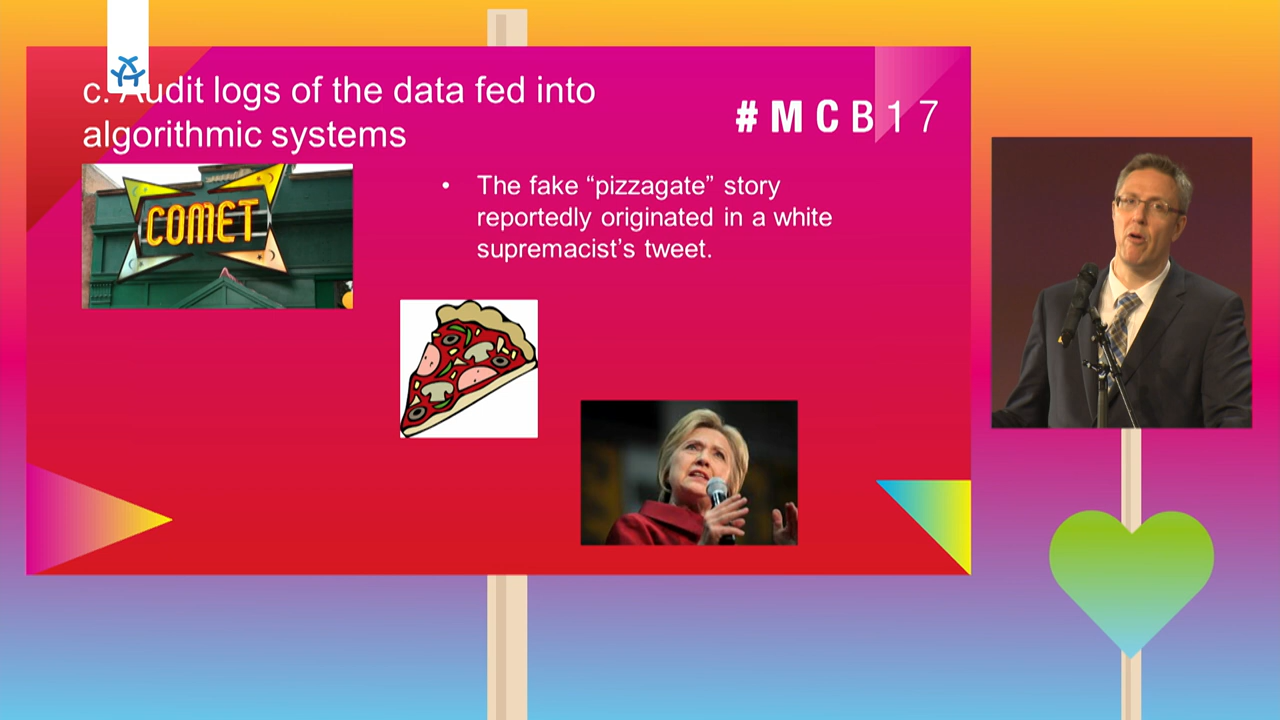 c. Audit logs of the data fed into
algorithmic systems
#MCB17
COMET
• The fake “pizzagate” story
reportedly originated in a white
supremacist’s tweet.